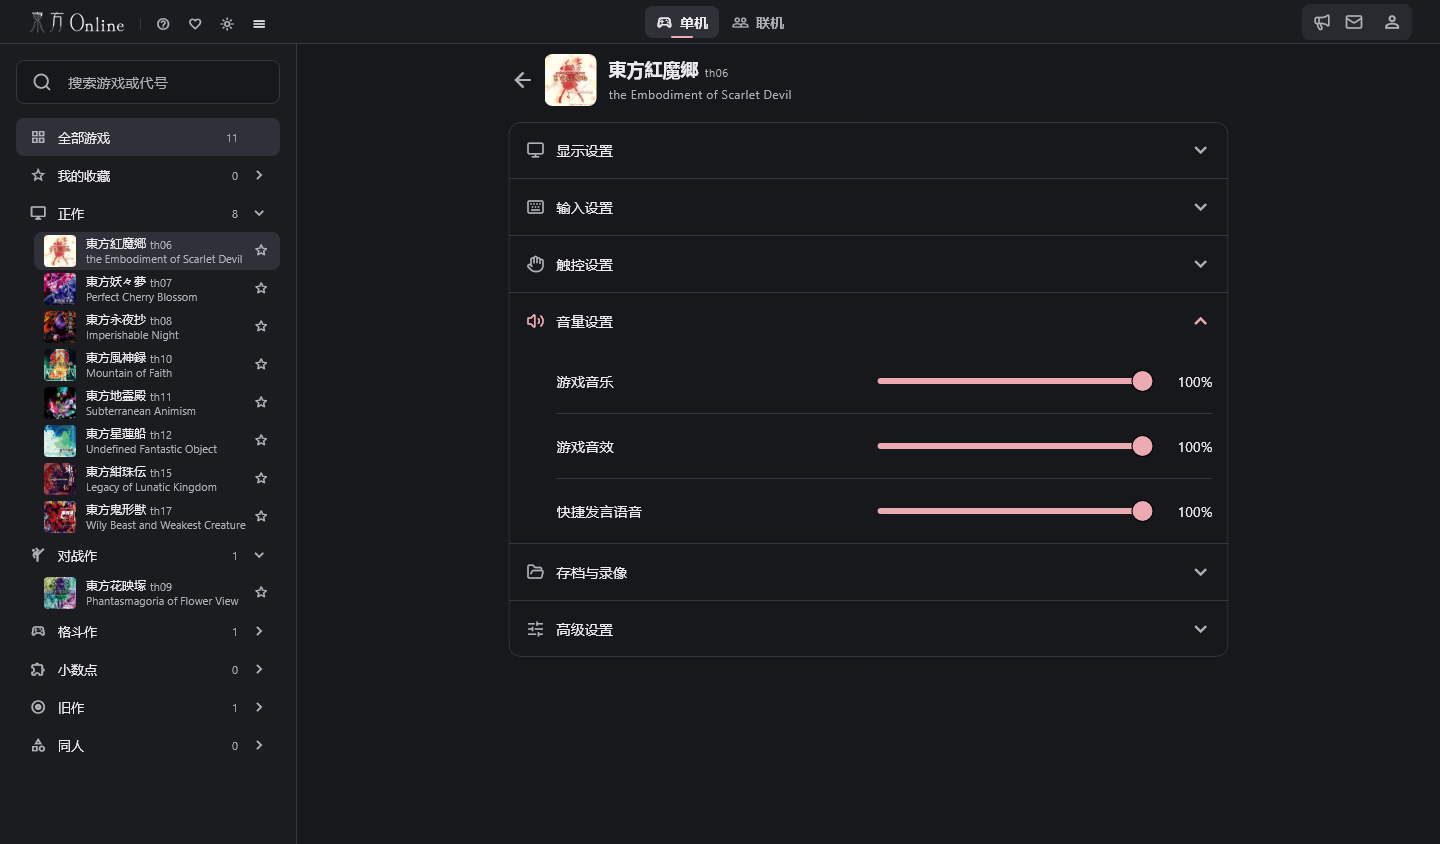 東方Online
单机
联机
搜索游戏或代号
全部游戏 11
我的收藏 0
正作 8
東方紅魔郷 th06
the Embodiment of Scarlet Devil
東方妖々夢 th07
Perfect Cherry Blossom
東方永夜抄 th08
Imperishable Night
東方風神録 th10
Mountain of Faith
東方地霊殿 th11
Subterranean Animism
東方星蓮船 th12
Undefined Fantastic Object
東方紺珠伝 th15
Legacy of Lunatic Kingdom
東方鬼形獣 th17
Wily Beast and Weakest Creature
对战作 1
東方花映塚 th09
Phantasmagoria of Flower View
格斗作 1
小数点 0
旧作 1
同人 0
東方紅魔郷 th06
the Embodiment of Scarlet Devil
显示设置
输入设置
触控设置
音量设置
游戏音乐 100%
游戏音效 100%
快捷发言语音 100%
存档与录像
高级设置